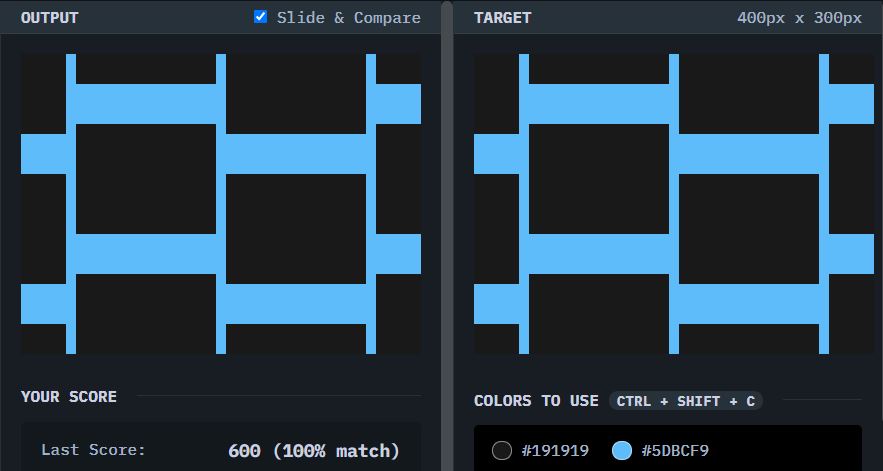 OUTPUT
Slide & Compare
TARGET
400px x 300px
YOUR SCORE
Last Score:
600 (100% match)
COLORS TO USE
CTRL + SHIFT + C
#191919
#5DBCF9